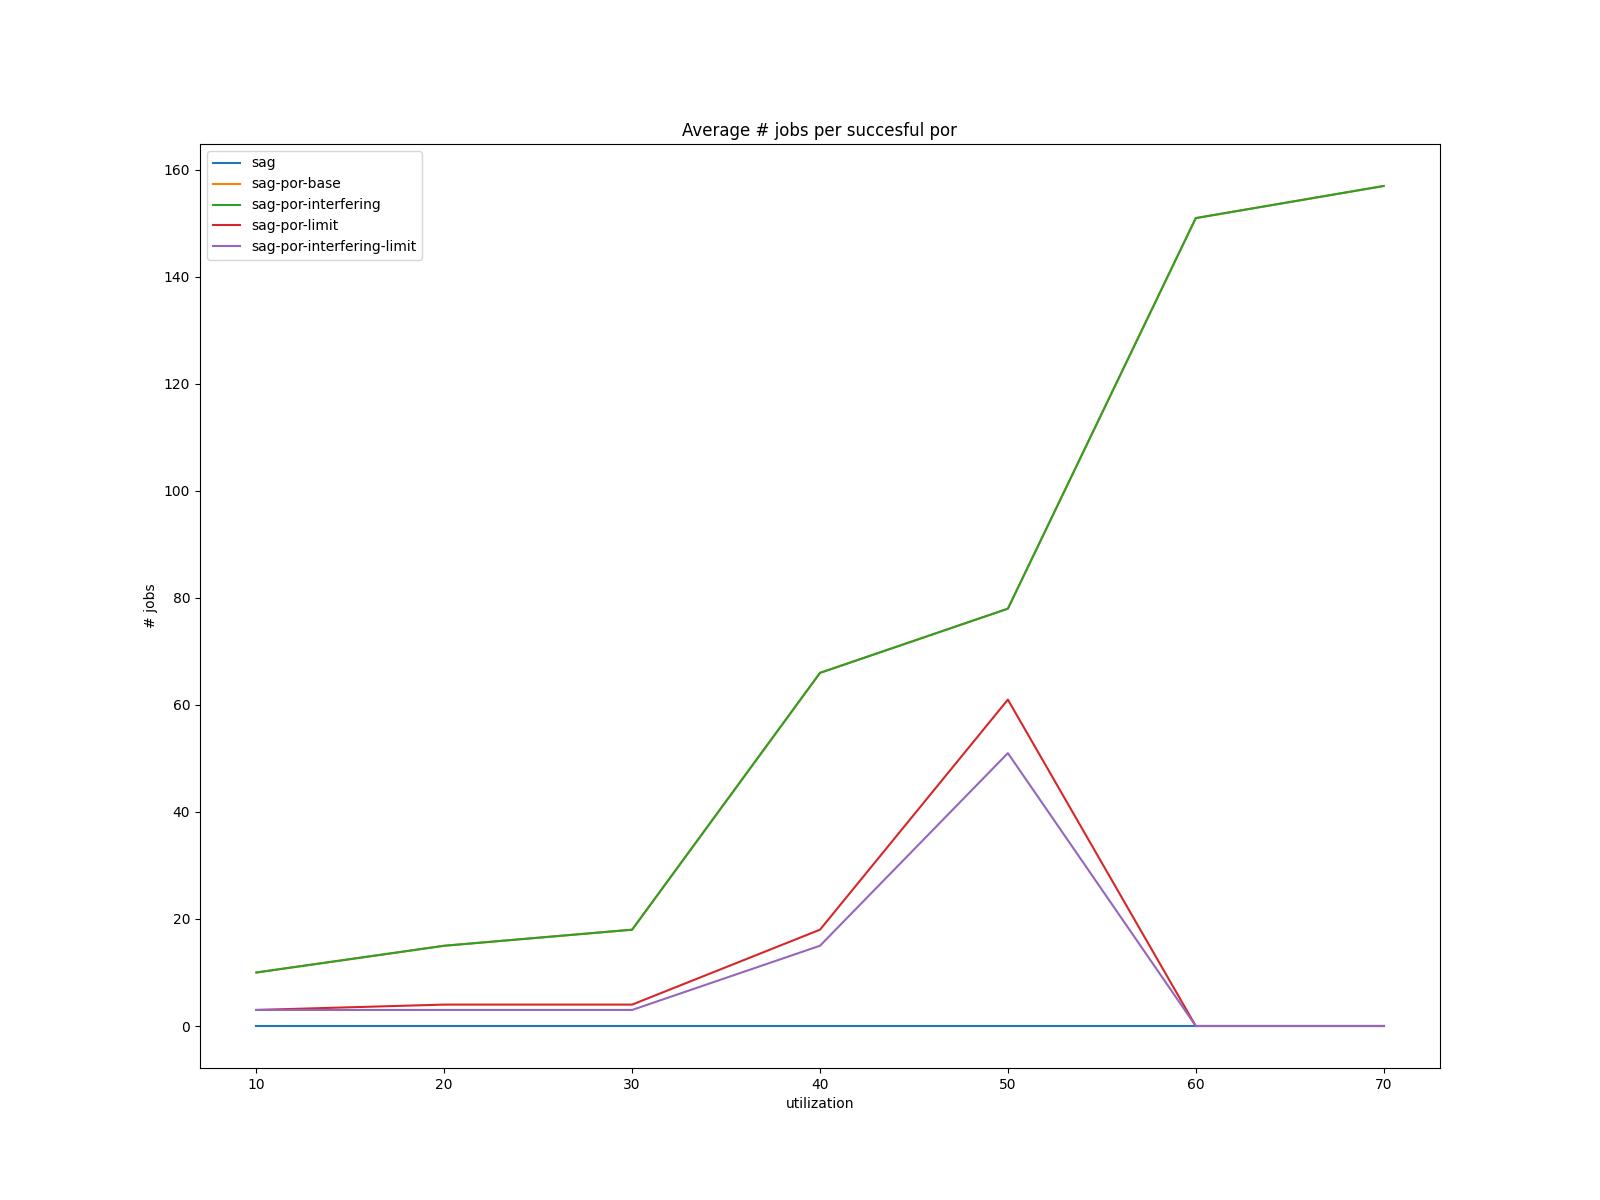 Average # jobs per succesful por
sag
sag-por-base
sag-por-interfering
sag-por-limit
sag-por-interfering-limit
160
140
120
100
80
60
40
20
0
# jobs
10 20 30 40 50 60 70
utilization